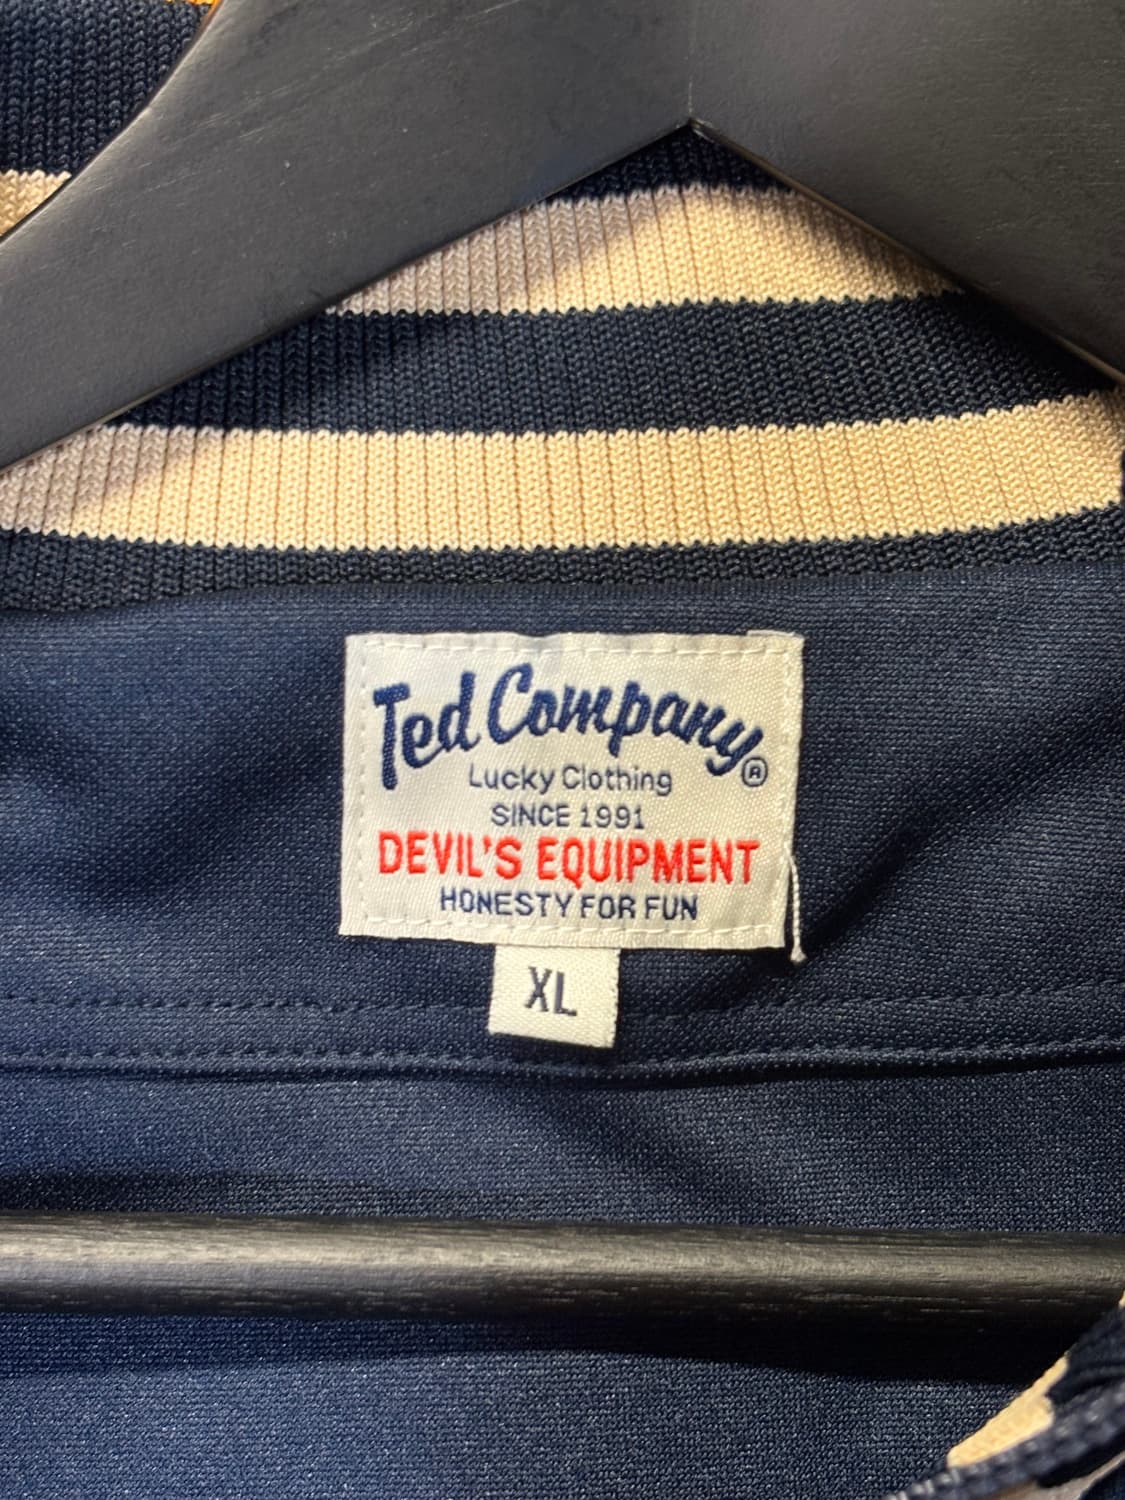 Ted Company®
Lucky Clothing
SINCE 1991
DEVIL'S EQUIPMENT
HONESTY FOR FUN
XL